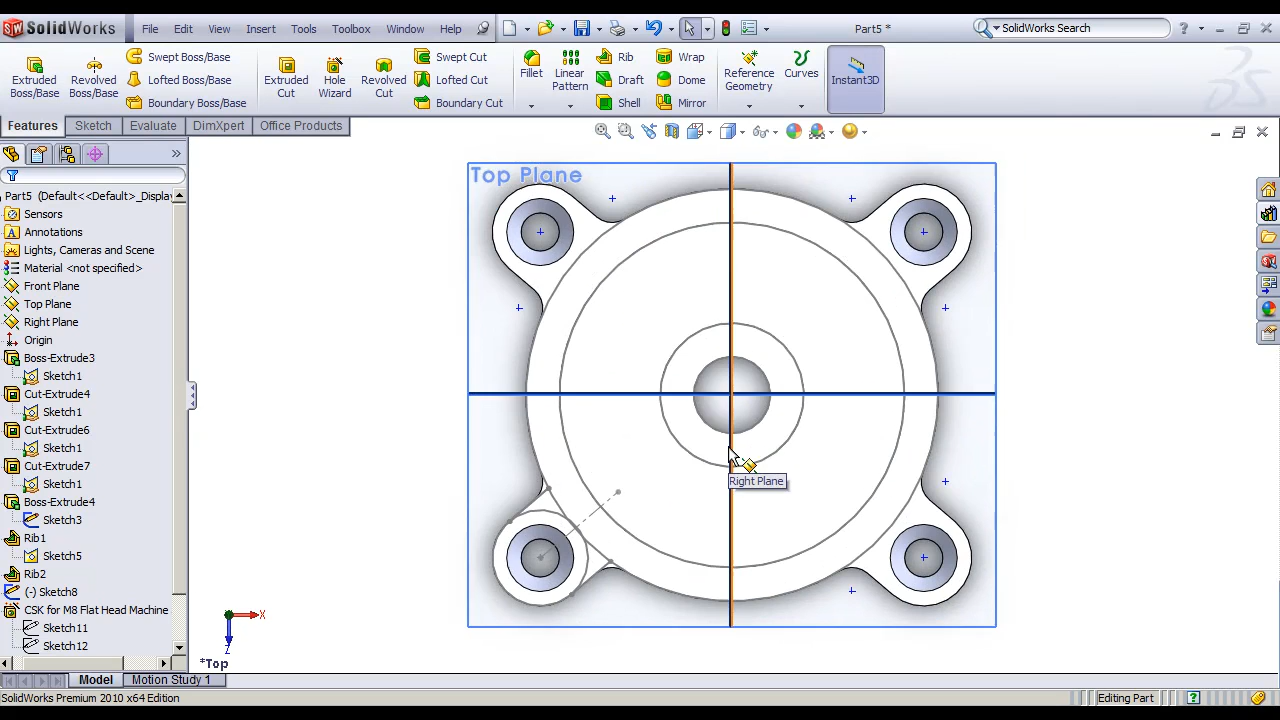 SolidWorks File Edit View Insert Tools Toolbox Window Help Part5 * SolidWorks Search
Extruded Boss/Base
Revolved Boss/Base
Swept Boss/Base
Lofted Boss/Base
Boundary Boss/Base
Extruded Cut
Hole Wizard
Revolved Cut
Swept Cut
Lofted Cut
Boundary Cut
Fillet
Linear Pattern
Rib
Draft
Shell
Wrap
Dome
Mirror
Reference Geometry
Curves
Instant3D
Features Sketch Evaluate DimXpert Office Products
Part5 (Default<<Default>_Display
Sensors
Annotations
Lights, Cameras and Scene
Material <not specified>
Front Plane
Top Plane
Right Plane
Origin
Boss-Extrude3
Sketch1
Cut-Extrude4
Sketch1
Cut-Extrude6
Sketch1
Cut-Extrude7
Sketch1
Boss-Extrude4
Sketch3
Rib1
Sketch5
Rib2
(-) Sketch8
CSK for M8 Flat Head Machine
Sketch11
Sketch12
Top Plane
Right Plane
X
Z
*Top
Model Motion Study 1
SolidWorks Premium 2010 x64 Edition Editing Part